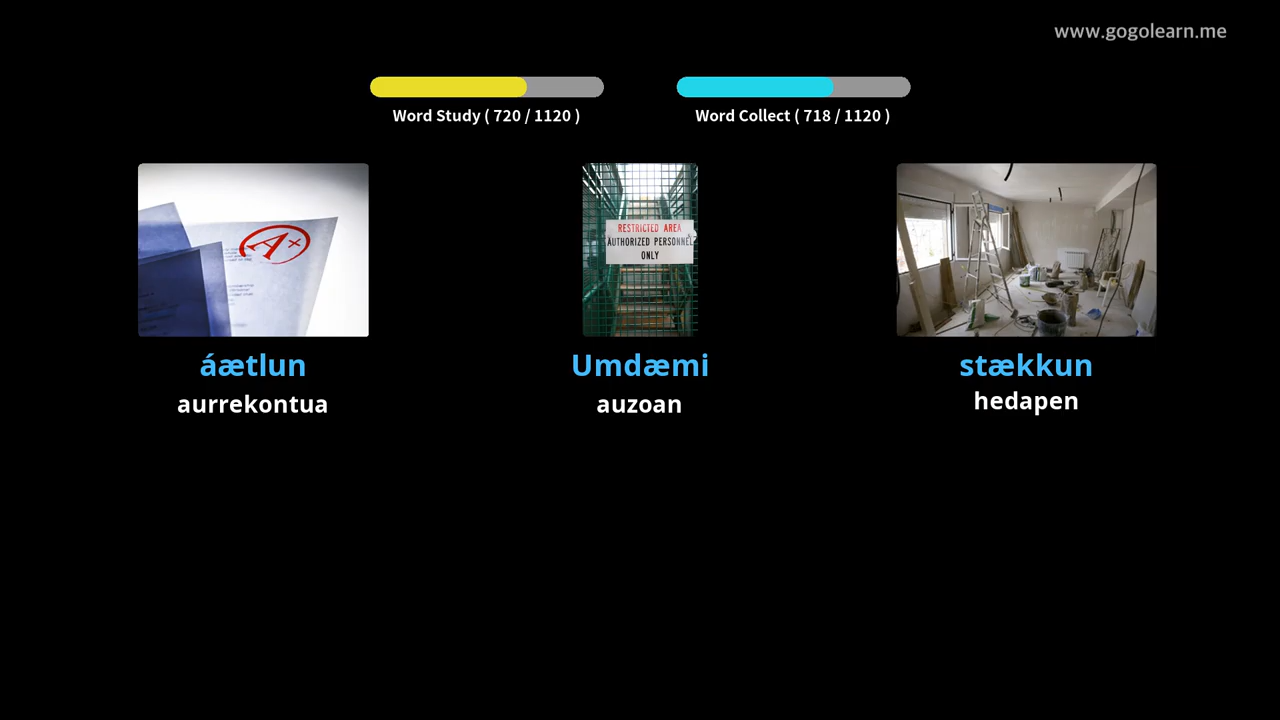 www.gogolearn.me
Word Study ( 720 / 1120 )
Word Collect ( 718 / 1120 )
A+
RESTRICTED AREA
AUTHORIZED PERSONNEL
ONLY
áætlun
Umdæmi
stækkun
aurrekontua
auzoan
hedapen